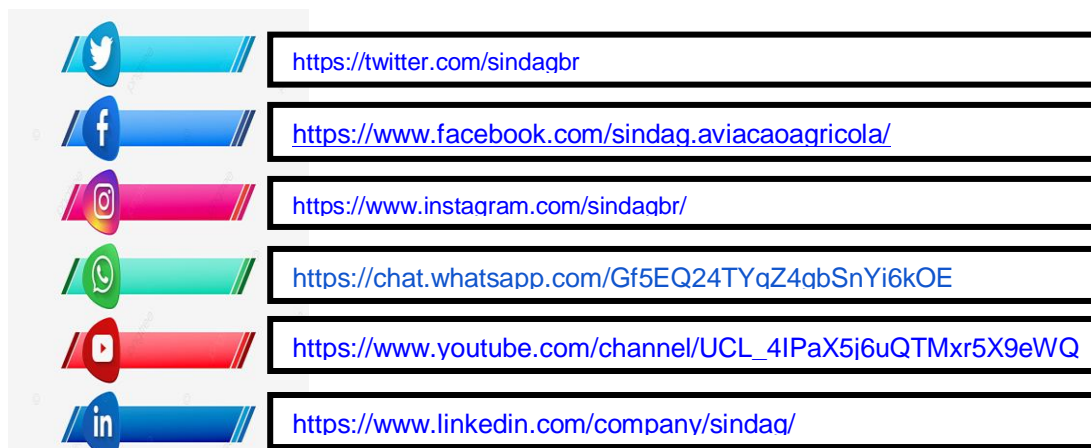 https://twitter.com/sindagbr
https://www.facebook.com/sindag.aviacaoagricola/
https://www.instagram.com/sindagbr/
https://chat.whatsapp.com/Gf5EQ24TYgZ4gbSnYi6kOE
https://www.youtube.com/channel/UCL_4IPaX5j6uQTMxr5X9eWQ
https://www.linkedin.com/company/sindag/